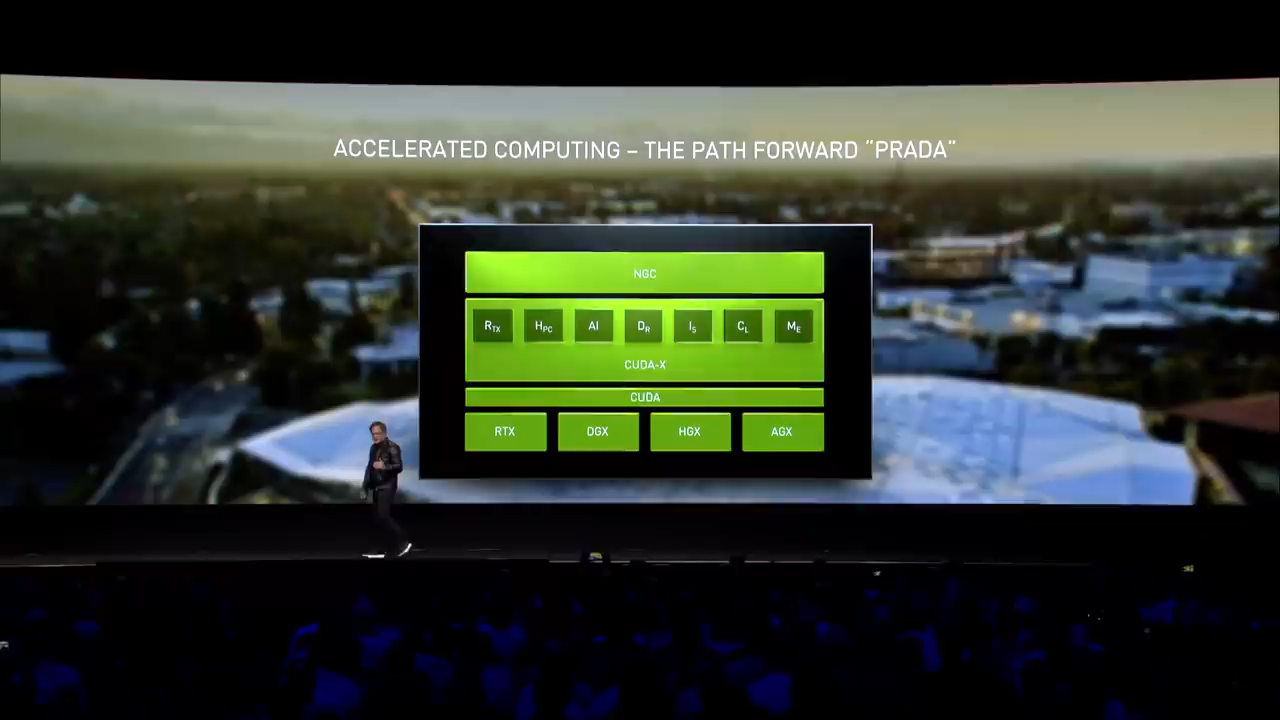 ACCELERATED COMPUTING – THE PATH FORWARD "PRADA"
NGC
RTX HPC AI DR IS CL ME
CUDA-X
CUDA
RTX DGX HGX AGX